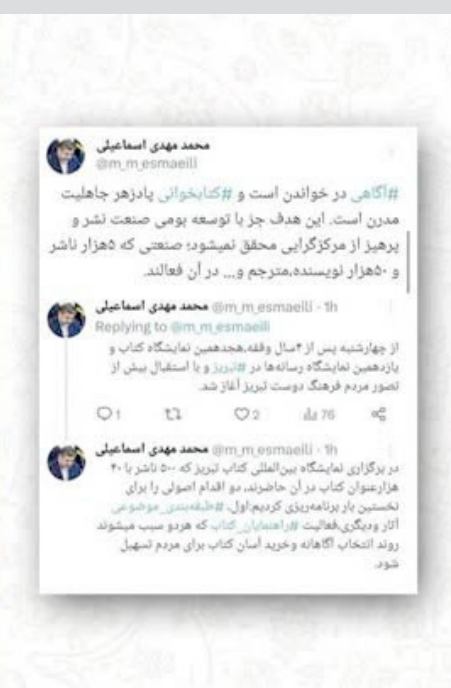 محمد مهدی اسماعیلی
@m_m_esmaeili
#آگاهی در خواندن است و #کتابخوانی پادزهر جاهلیت
مدرن است. این هدف جز با توسعه بومی صنعت نشر و
پرهیز از مرکزگرایی محقق نمیشود؛ صنعتی که ۵هزار ناشر
و ۵۰هزار نویسنده،مترجم و... در آن فعالند.
محمد مهدی اسماعیلی @m_m_esmaeili · 1h
Replying to @m_m_esmaeili
از چهارشنبه پس از ۴سال وقفه،هجدهمین نمایشگاه کتاب و
یازدهمین نمایشگاه رسانه‌ها در #تبریز و با استقبال بیش از
تصور مردم فرهنگ دوست تبریز آغاز شد.
1 2 76
محمد مهدی اسماعیلی @m_m_esmaeili · 1h
در برگزاری نمایشگاه بین‌المللی کتاب تبریز که ۵۰۰ ناشر با ۴۰
هزارعنوان کتاب در آن حاضرند، دو اقدام اصولی را برای
نخستین بار برنامه‌ریزی کردیم:اول، #طبقه‌بندی_موضوعی
آثار ودیگری،فعالیت #راهنمایان_کتاب که هردو سبب میشوند
روند انتخاب آگاهانه وخرید آسان کتاب برای مردم تسهیل
شود.